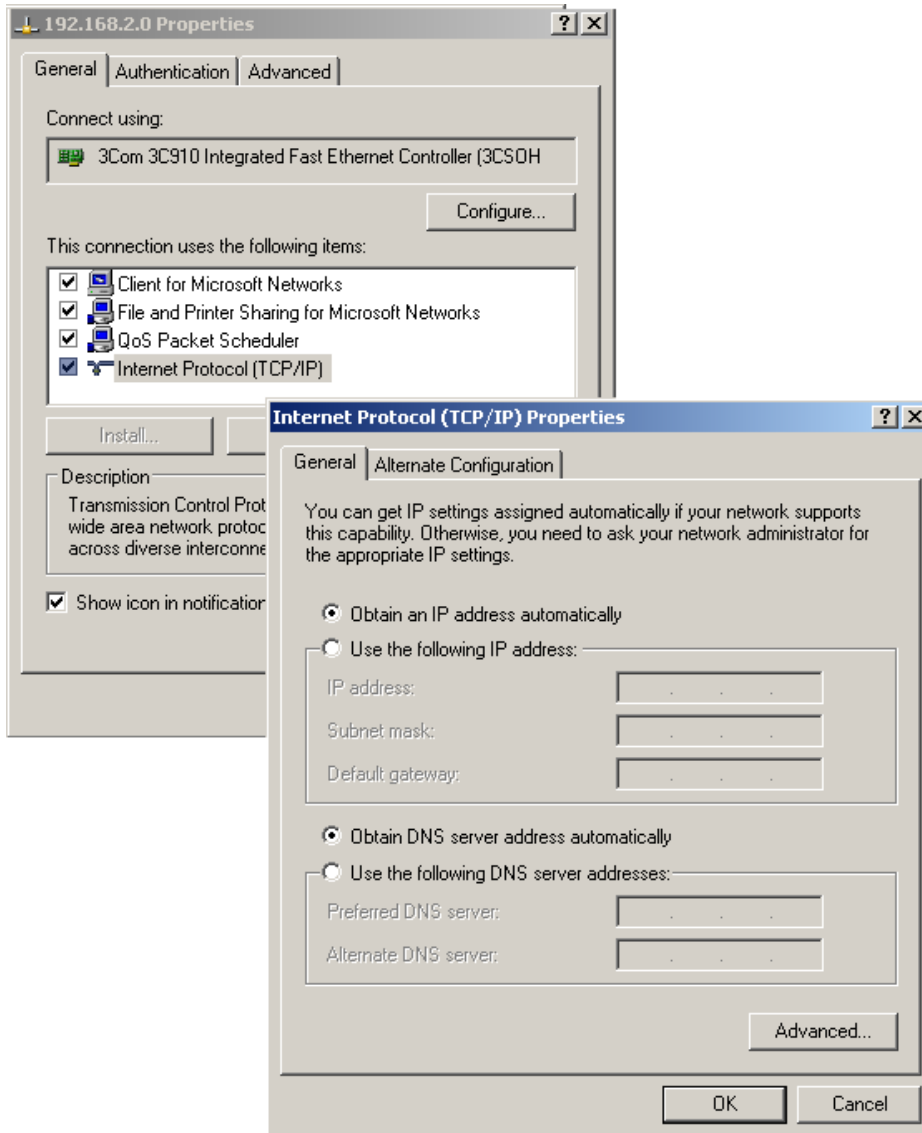 192.168.2.0 Properties
General Authentication Advanced
Connect using:
3Com 3C910 Integrated Fast Ethernet Controller (3CSOH
Configure...
This connection uses the following items:
Client for Microsoft Networks
File and Printer Sharing for Microsoft Networks
QoS Packet Scheduler
Internet Protocol (TCP/IP)
Install...
Description
Transmission Control Prot
wide area network protoc
across diverse interconne
Show icon in notification
Internet Protocol (TCP/IP) Properties
General Alternate Configuration
You can get IP settings assigned automatically if your network supports
this capability. Otherwise, you need to ask your network administrator for
the appropriate IP settings.
Obtain an IP address automatically
Use the following IP address:
IP address:
Subnet mask:
Default gateway:
Obtain DNS server address automatically
Use the following DNS server addresses:
Preferred DNS server:
Alternate DNS server:
Advanced...
OK Cancel